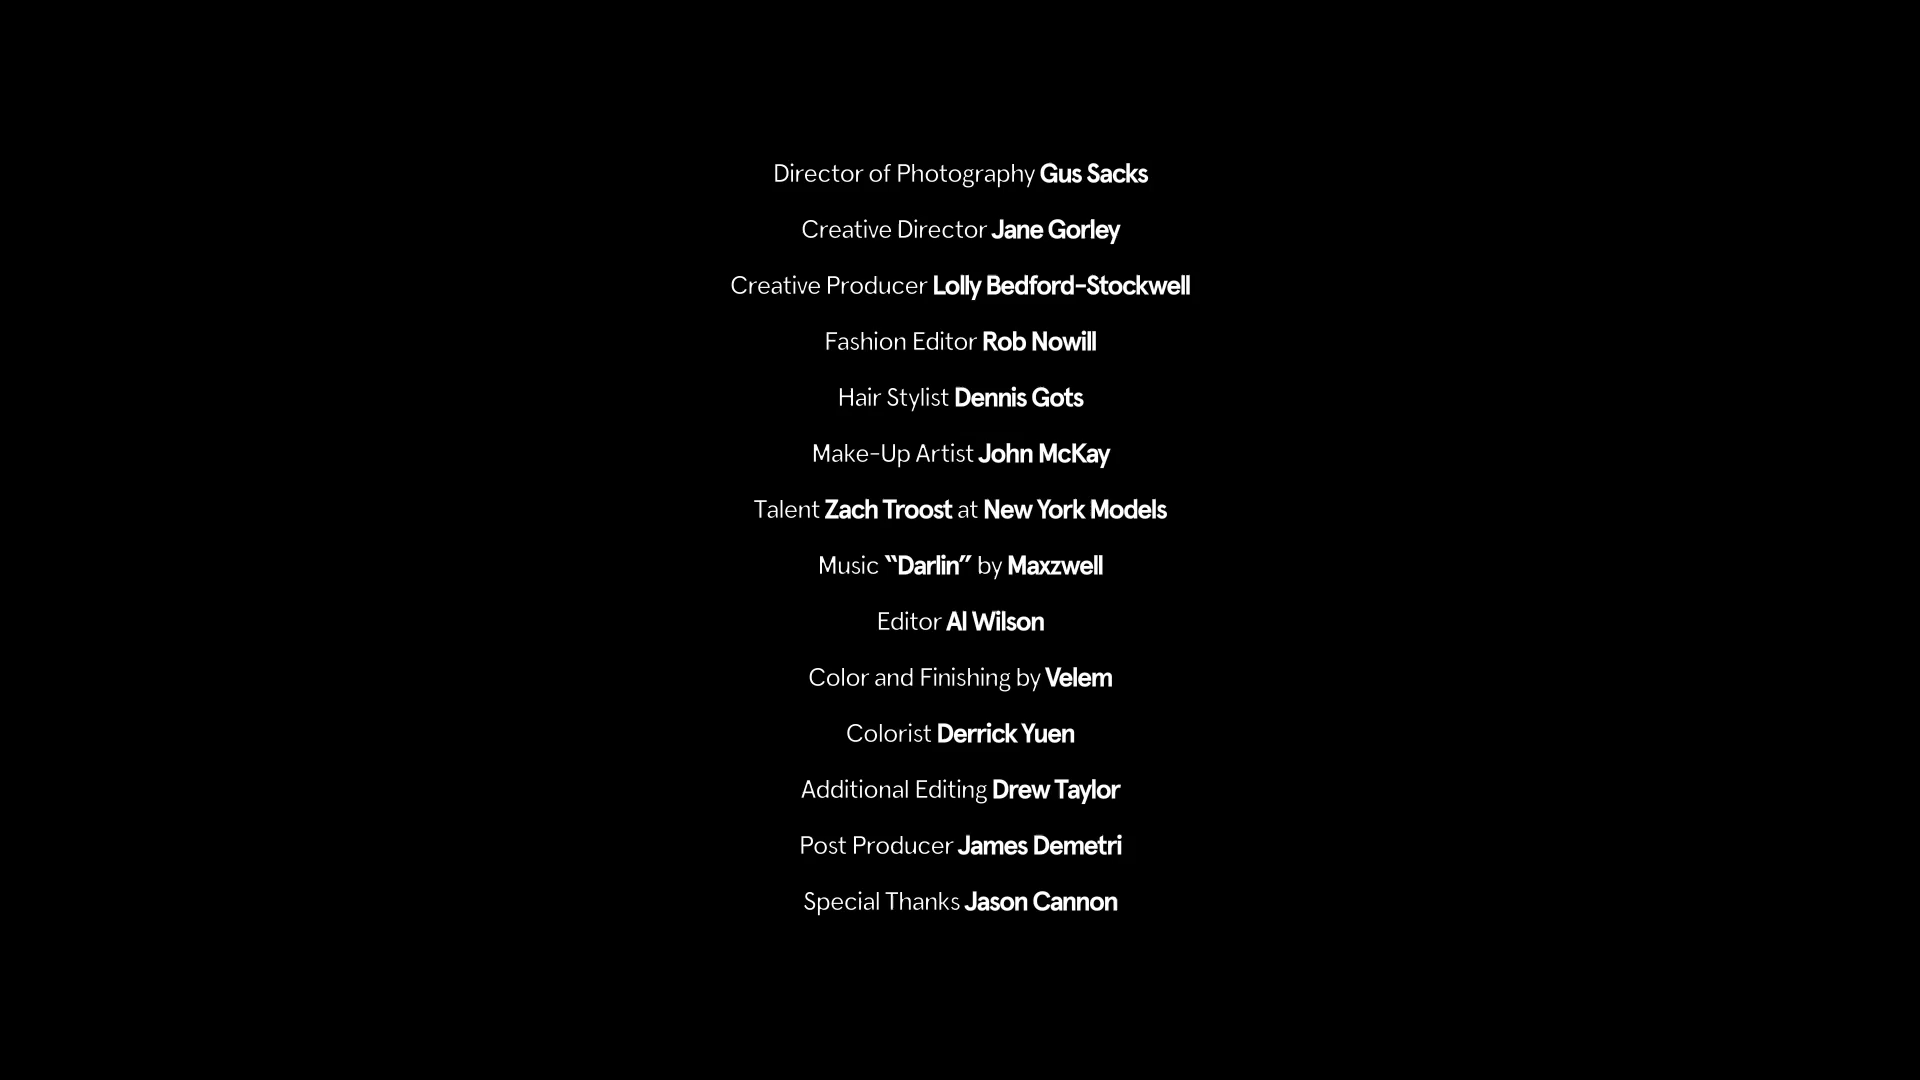 Director of Photography Gus Sacks
Creative Director Jane Gorley
Creative Producer Lolly Bedford-Stockwell
Fashion Editor Rob Nowill
Hair Stylist Dennis Gots
Make-Up Artist John McKay
Talent Zach Troost at New York Models
Music “Darlin” by Maxzwell
Editor Al Wilson
Color and Finishing by Velem
Colorist Derrick Yuen
Additional Editing Drew Taylor
Post Producer James Demetri
Special Thanks Jason Cannon